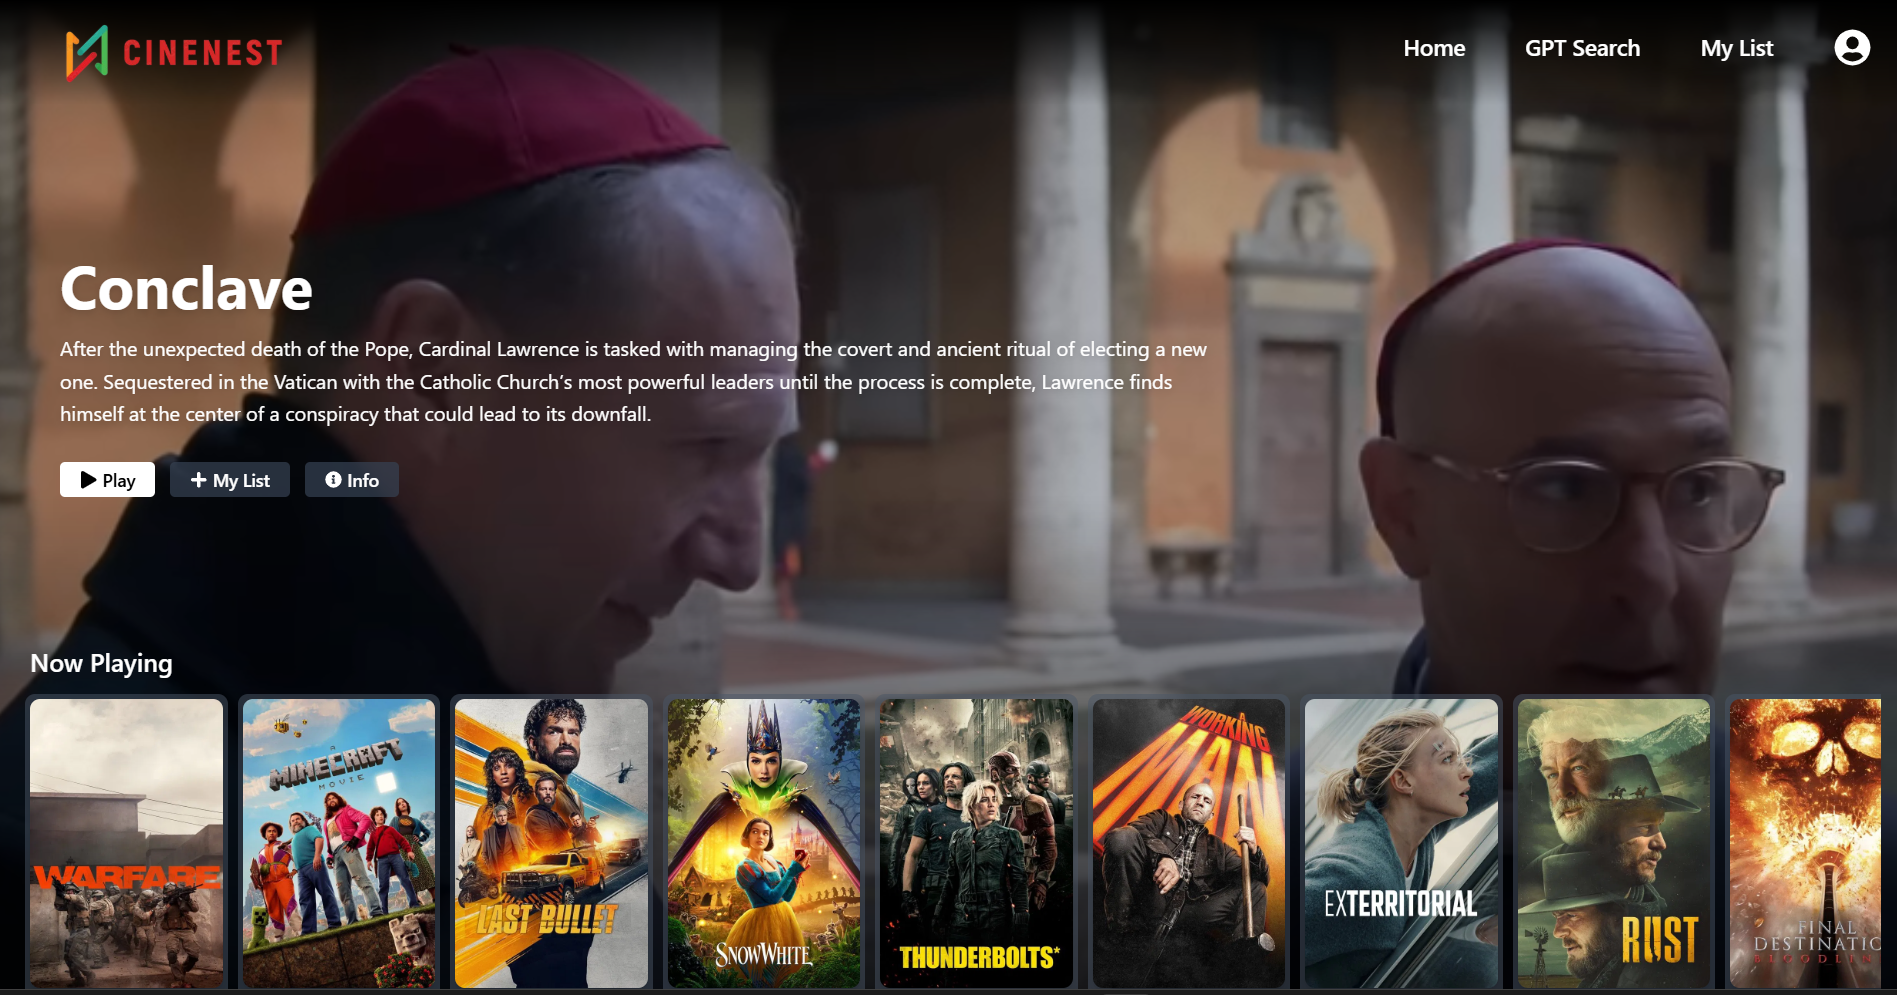 CINENEST
Home
GPT Search
My List
Conclave
After the unexpected death of the Pope, Cardinal Lawrence is tasked with managing the covert and ancient ritual of electing a new
one. Sequestered in the Vatican with the Catholic Church's most powerful leaders until the process is complete, Lawrence finds
himself at the center of a conspiracy that could lead to its downfall.
Play
My List
Info
Now Playing
WARFARE
A
MINECRAFT
MOVIE
LAST BULLET
SNOW WHITE
THUNDERBOLTS*
A
WORKING
MAN
EXTERRITORIAL
RUST
FINAL
DESTINATIO
BLOODLIN